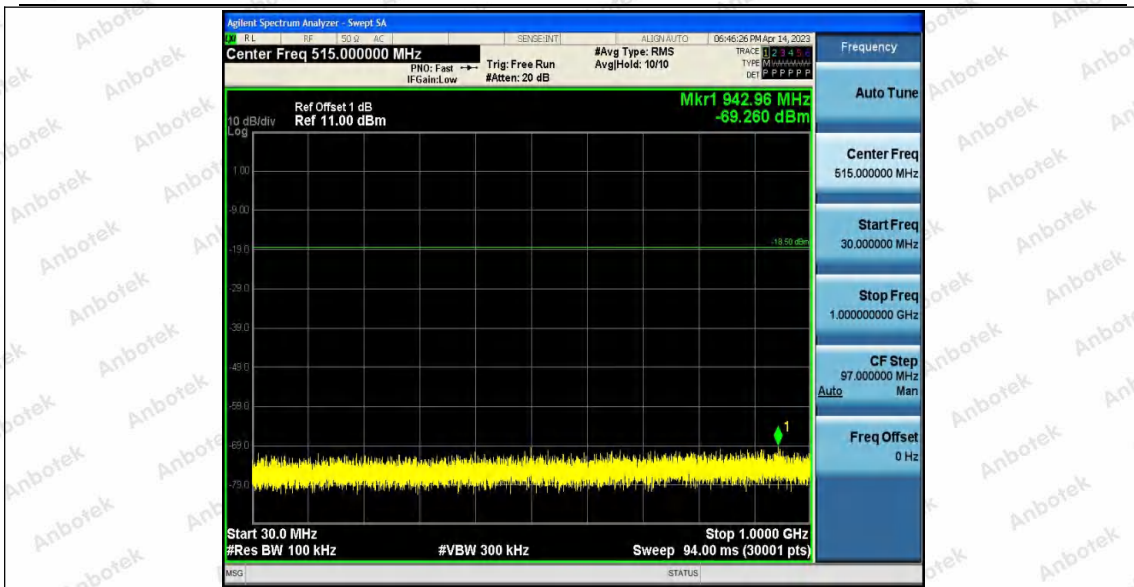 Agilent Spectrum Analyzer - Swept SA
RL RF 50 Ω AC SENSE:INT ALIGN AUTO 06:46:26 PM Apr 14, 2023
Center Freq 515.000000 MHz #Avg Type: RMS TRACE 1 2 3 4 5 6
PNO: Fast Trig: Free Run Avg|Hold: 10/10 TYPE M
IFGain:Low #Atten: 20 dB DET P P P P P P
Mkr1 942.96 MHz
-69.260 dBm
Ref Offset 1 dB
10 dB/div Ref 11.00 dBm
Log
1.00
-9.00
-18.50 dBm
-19.0
-29.0
-39.0
-49.0
-59.0
1
-69.0
-79.0
Start 30.0 MHz Stop 1.0000 GHz
#Res BW 100 kHz #VBW 300 kHz Sweep 94.00 ms (30001 pts)
MSG STATUS
Frequency
Auto Tune
Center Freq
515.000000 MHz
Start Freq
30.000000 MHz
Stop Freq
1.000000000 GHz
CF Step
97.000000 MHz
Auto Man
Freq Offset
0 Hz
Anbotek